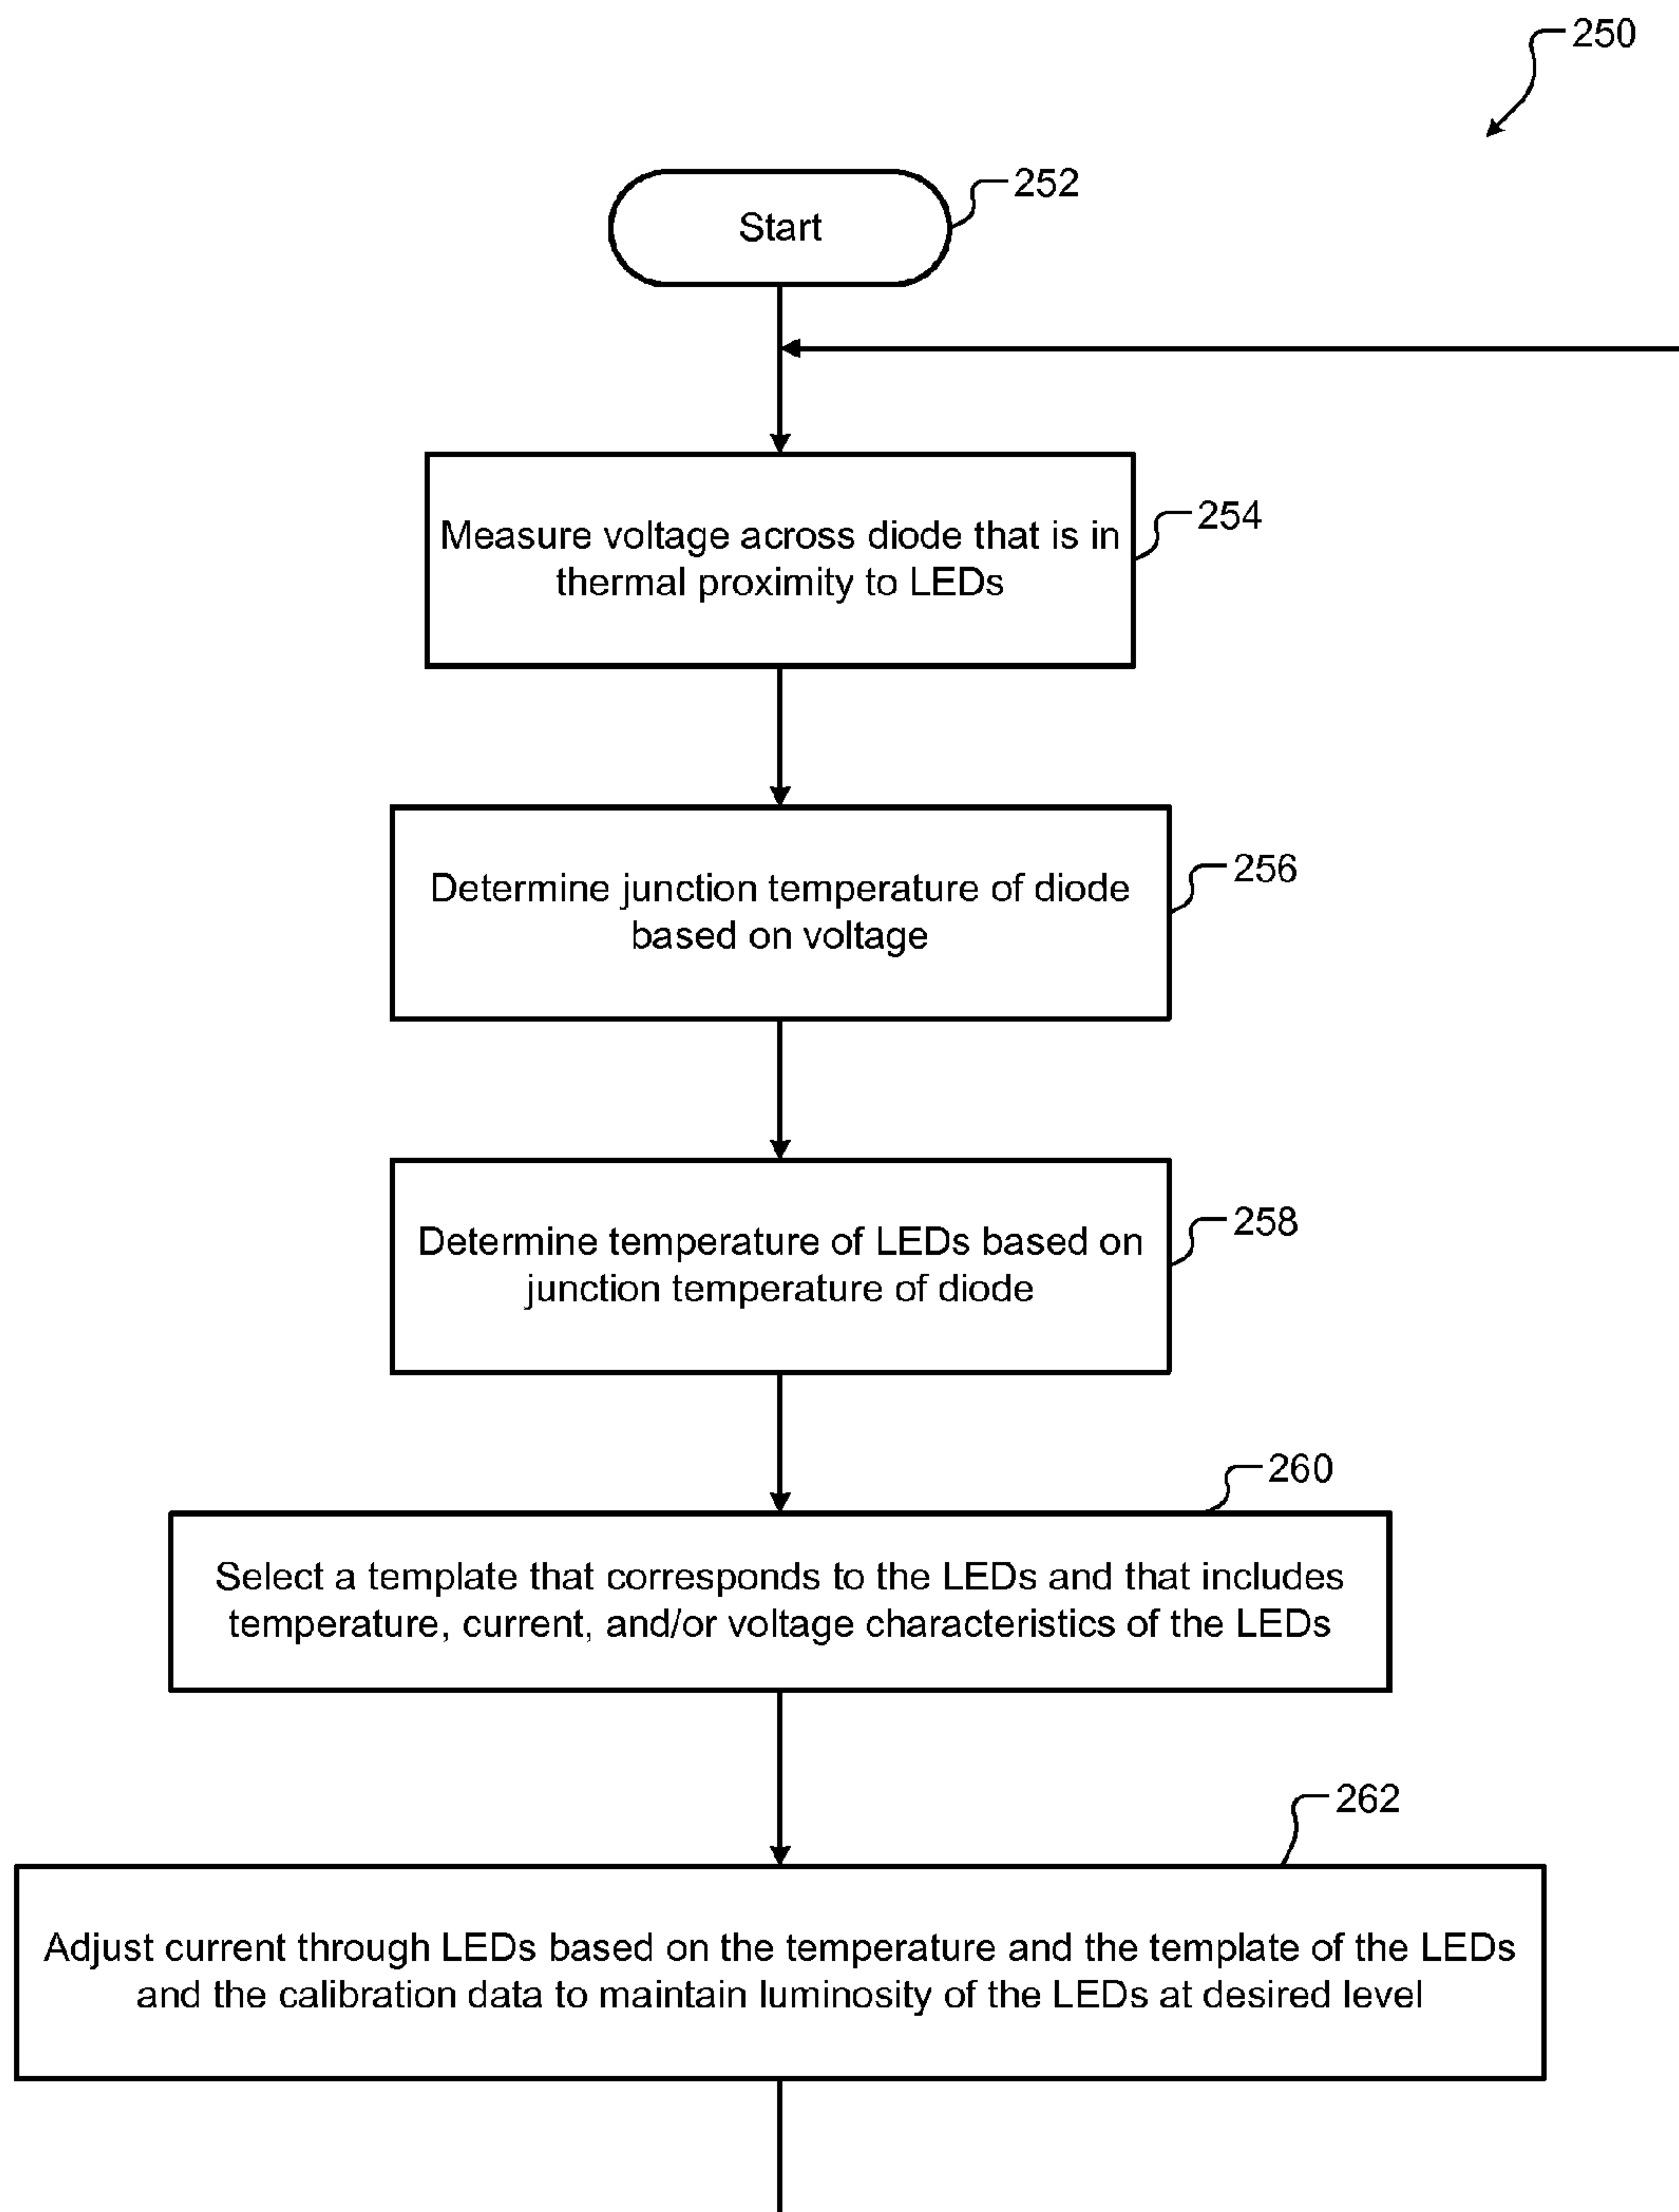 250
252
Start
254
Measure voltage across diode that is in
thermal proximity to LEDs
256
Determine junction temperature of diode
based on voltage
258
Determine temperature of LEDs based on
junction temperature of diode
260
Select a template that corresponds to the LEDs and that includes
temperature, current, and/or voltage characteristics of the LEDs
262
Adjust current through LEDs based on the temperature and the template of the LEDs
and the calibration data to maintain luminosity of the LEDs at desired level